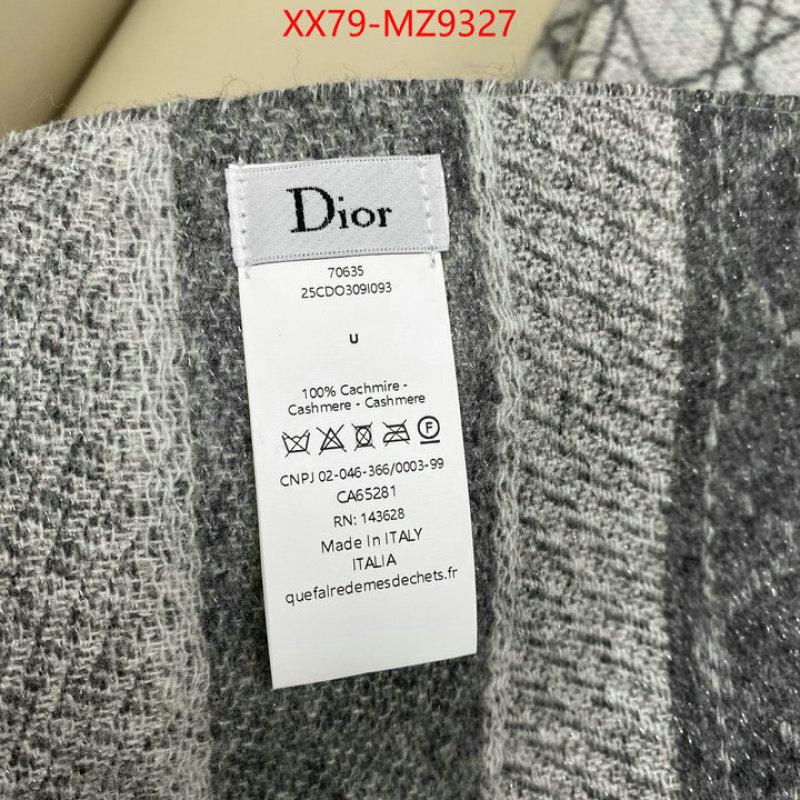 XX79-MZ9327
Dior
70635
25CDO309I093
U
100% Cachmire -
Cashmere - Cashmere
F
CNPJ 02-046-366/0003-99
CA65281
RN: 143628
Made In ITALY
ITALIA
quefalredemesdechets.fr